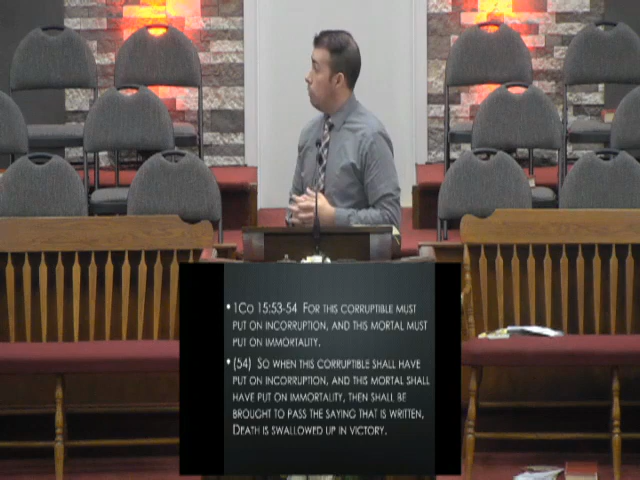 • 1Co 15:53-54 For this corruptible must
put on incorruption, and this mortal must
put on immortality.
• (54) So when this corruptible shall have
put on incorruption, and this mortal shall
have put on immortality, then shall be
brought to pass the saying that is written,
Death is swallowed up in victory.